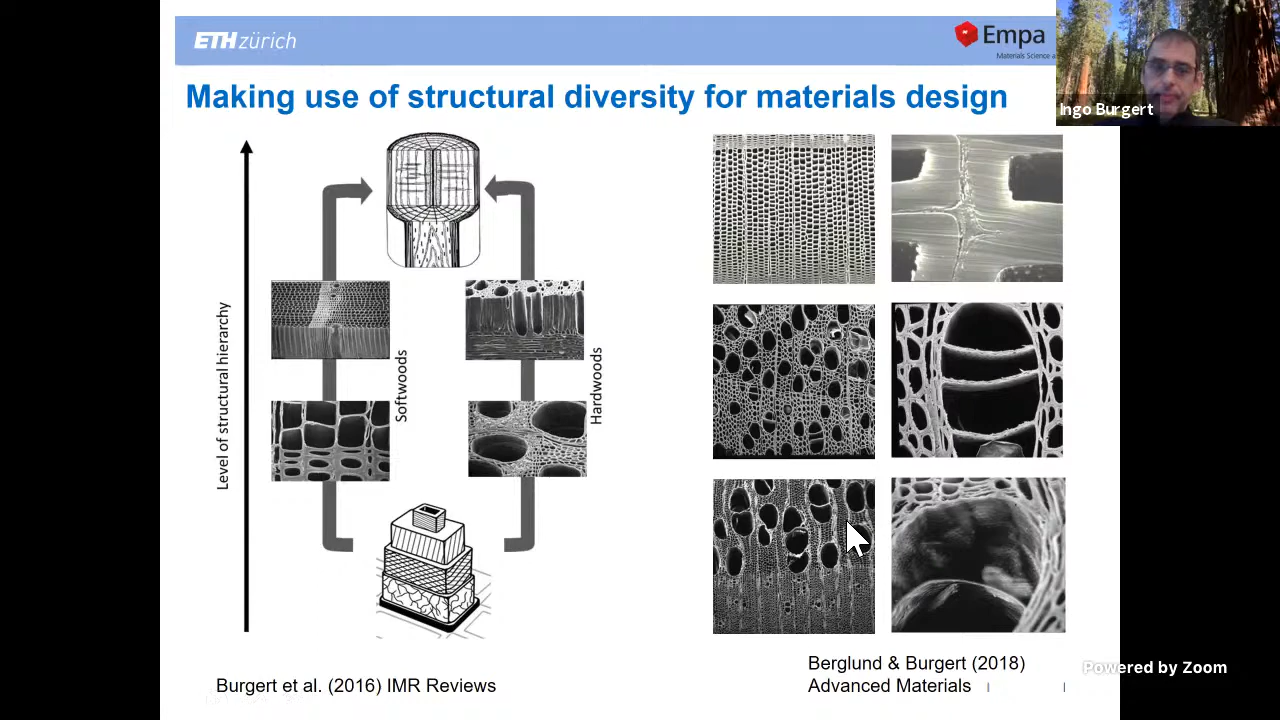 ETH zürich
Empa
Materials Science a
Making use of structural diversity for materials design
Ingo Burgert
Level of structural hierarchy
Softwoods
Hardwoods
Burgert et al. (2016) IMR Reviews
Berglund & Burgert (2018)
Advanced Materials
Powered by Zoom